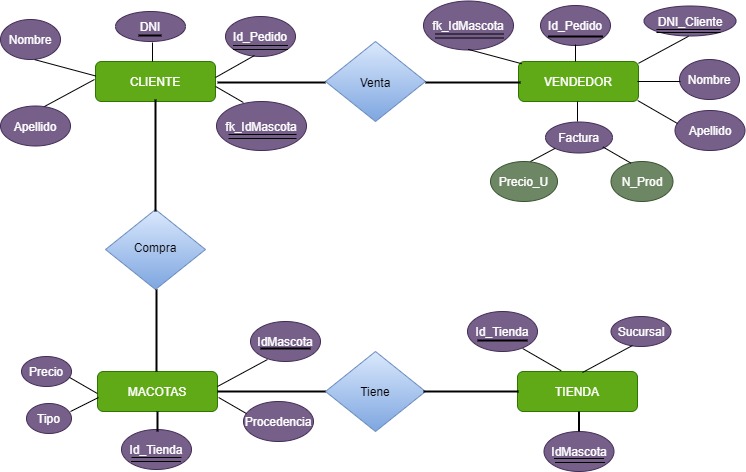 DNI
Nombre
Id_Pedido
CLIENTE
Apellido
fk_IdMascota
Venta
fk_IdMascota
Id_Pedido
DNI_Cliente
VENDEDOR
Nombre
Apellido
Factura
Precio_U
N_Prod
Compra
IdMascota
Precio
MACOTAS
Tipo
Procedencia
Id_Tienda
Tiene
Id_Tienda
Sucursal
TIENDA
IdMascota